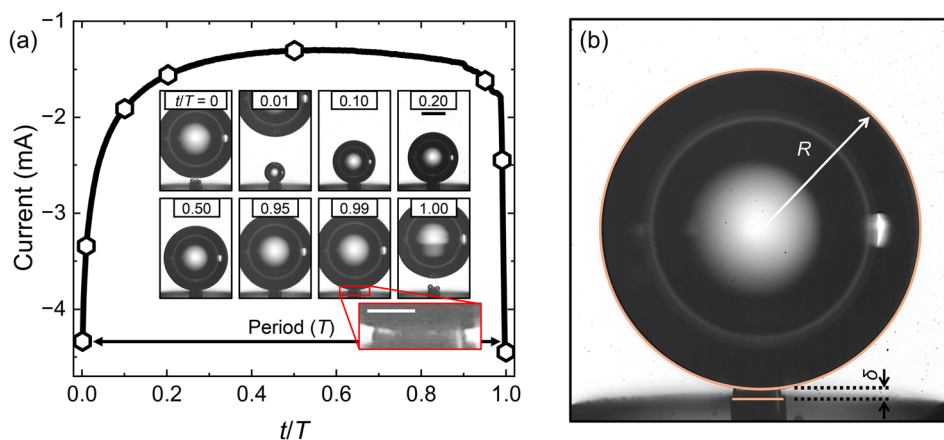 (a)
−1
−2
−3
−4
Current (mA)
t/T = 0
0.01
0.10
0.20
0.50
0.95
0.99
1.00
Period (T)
0.0
0.2
0.4
0.6
0.8
1.0
t/T
(b)
R
δ